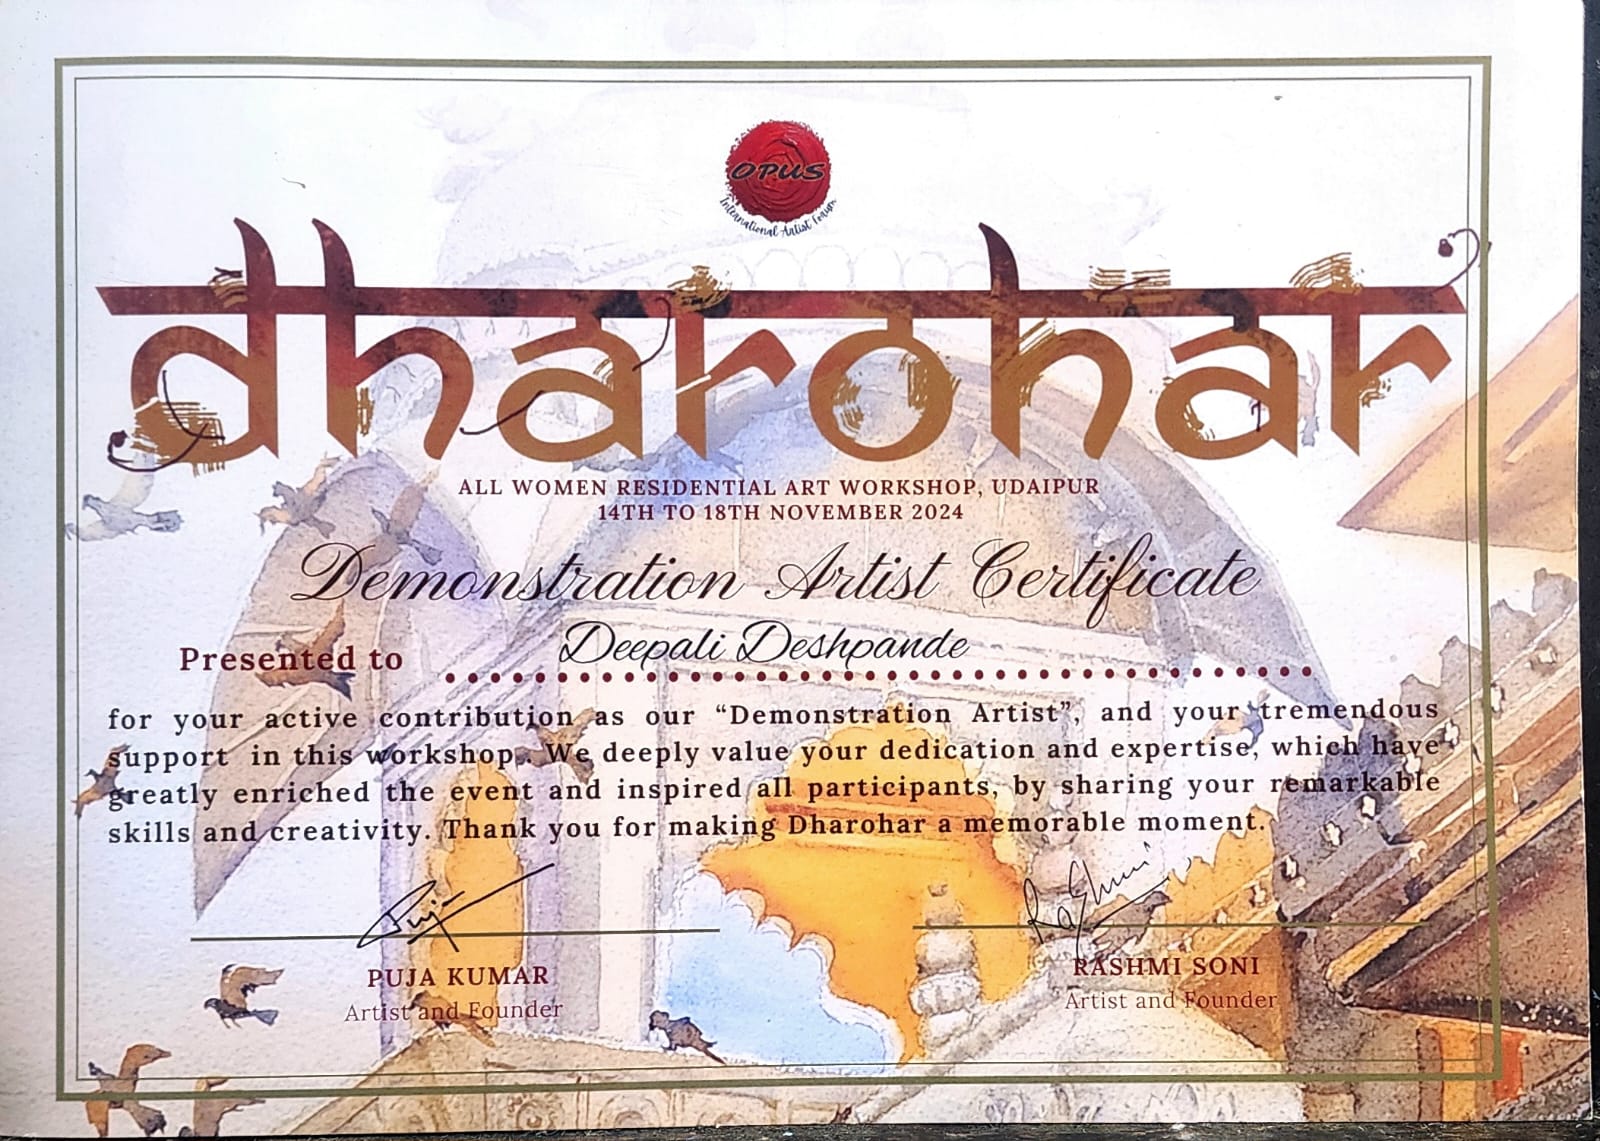 OPUS
International Artist Forum
dharohar
ALL WOMEN RESIDENTIAL ART WORKSHOP, UDAIPUR
14TH TO 18TH NOVEMBER 2024
Demonstration Artist Certificate
Presented to Deepali Deshpande
for your active contribution as our “Demonstration Artist”, and your tremendous
support in this workshop. We deeply value your dedication and expertise, which have
greatly enriched the event and inspired all participants, by sharing your remarkable
skills and creativity. Thank you for making Dharohar a memorable moment.
Puja
Rashmi
PUJA KUMAR
Artist and Founder
RASHMI SONI
Artist and Founder